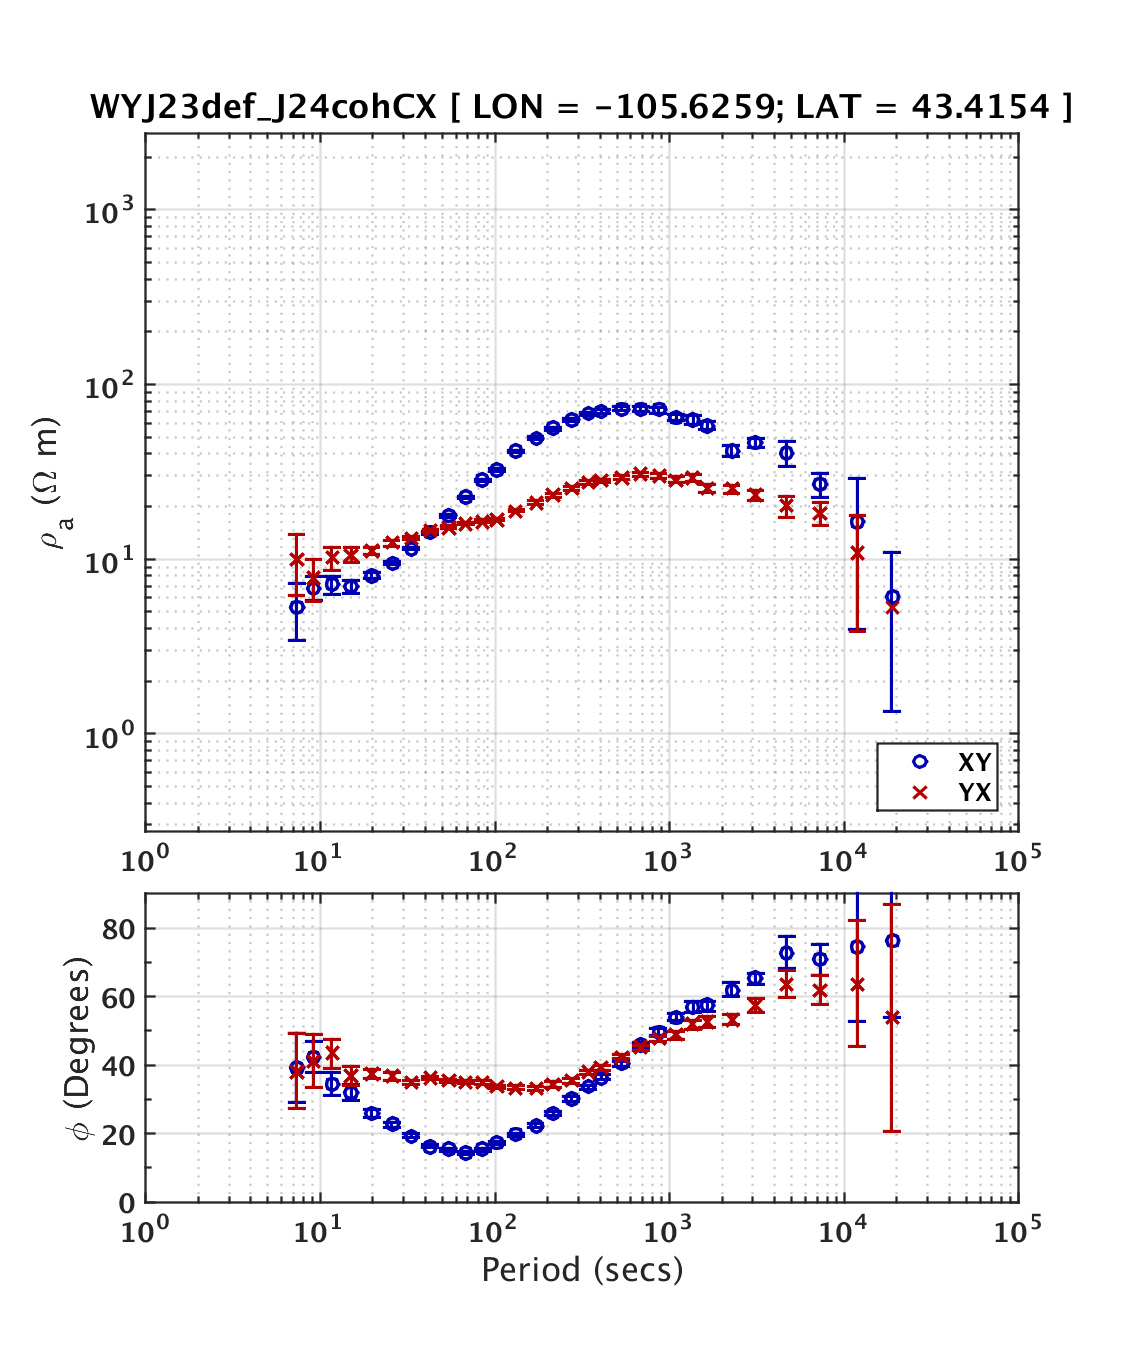 WYJ23def_J24cohCX [ LON = -105.6259; LAT = 43.4154 ]
10³
10²
10¹
10⁰
ρa (Ω m)
XY
YX
10⁰ 10¹ 10² 10³ 10⁴ 10⁵
80
60
40
20
0
φ (Degrees)
10⁰ 10¹ 10² 10³ 10⁴ 10⁵
Period (secs)